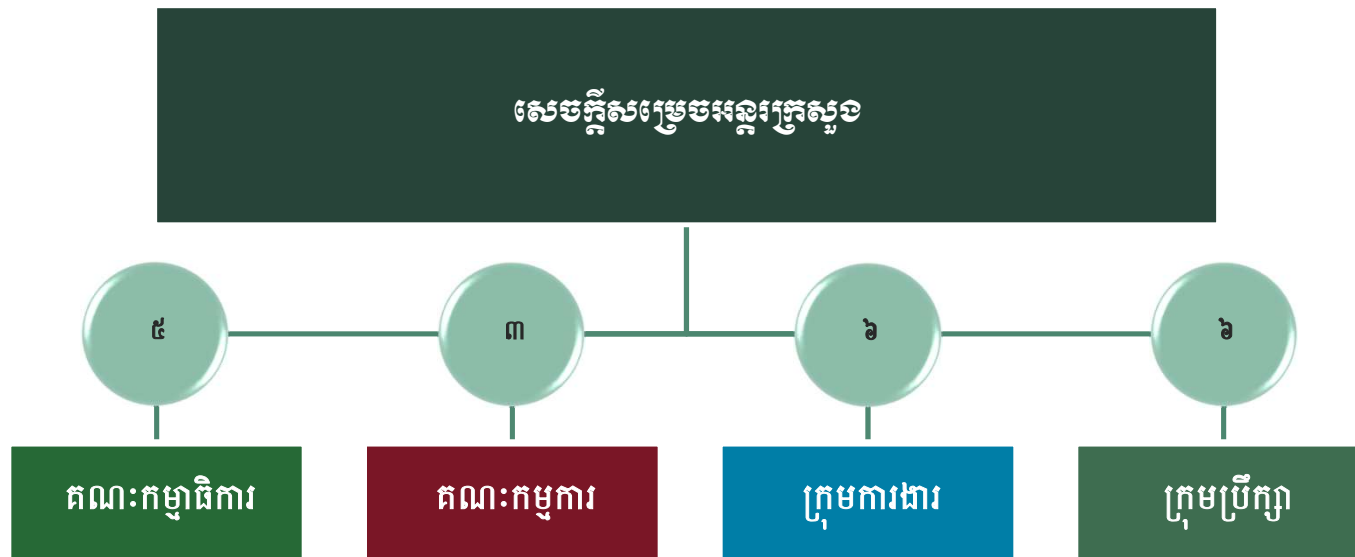 សេចក្តីសម្រេចអន្តរក្រសួង
៥
៣
៦
៦
គណៈកម្មាធិការ
គណៈកម្មការ
ក្រុមការងារ
ក្រុមប្រឹក្សា